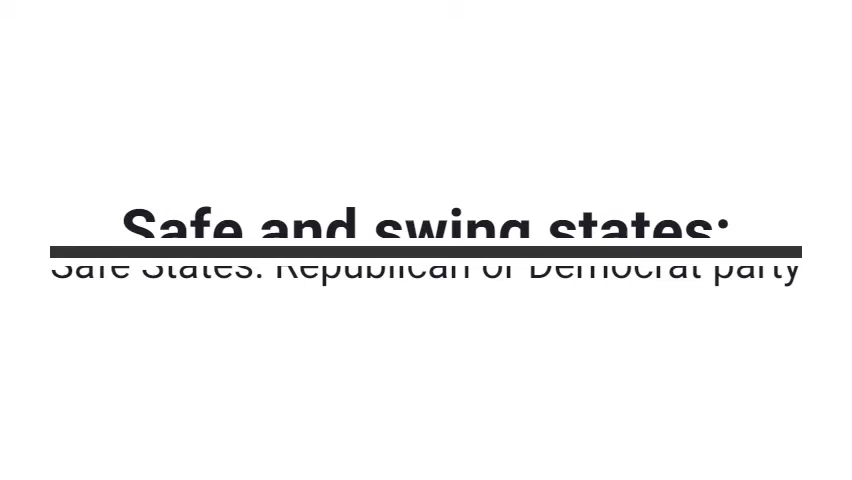 Safe and swing states:
Safe States: Republican or Democrat party